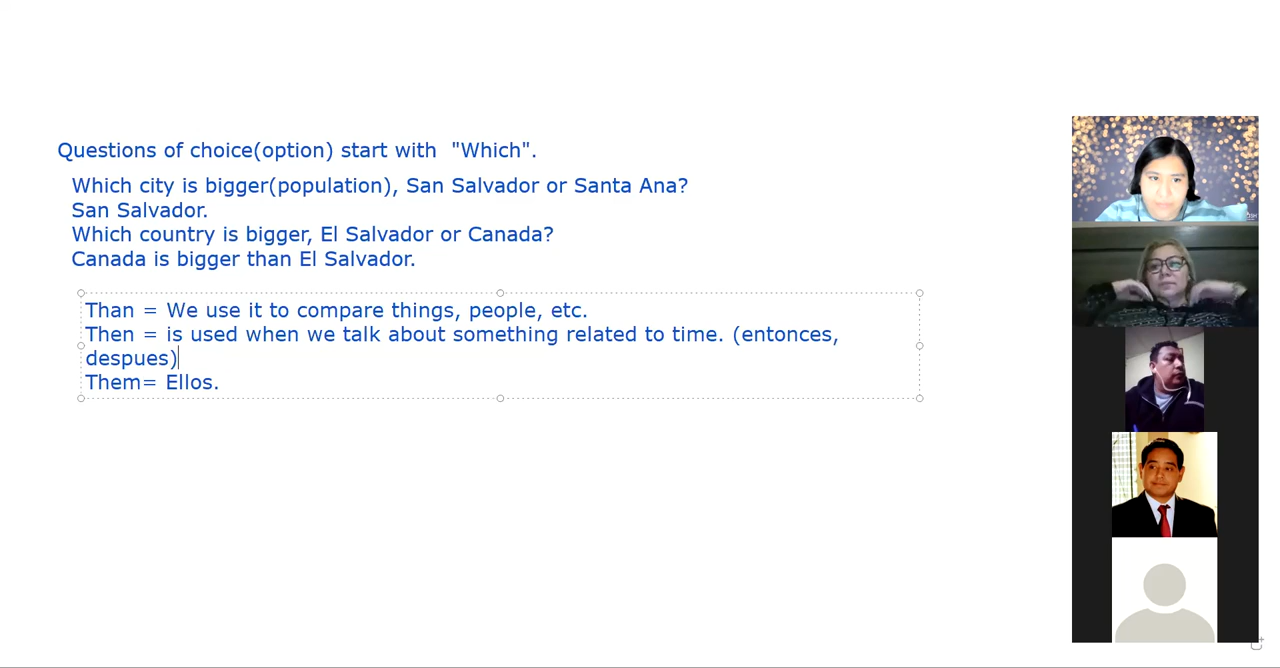 Questions of choice(option) start with  "Which".
Which city is bigger(population), San Salvador or Santa Ana?
San Salvador.
Which country is bigger, El Salvador or Canada?
Canada is bigger than El Salvador.
Than = We use it to compare things, people, etc.
Then = is used when we talk about something related to time. (entonces,
despues)
Them= Ellos.